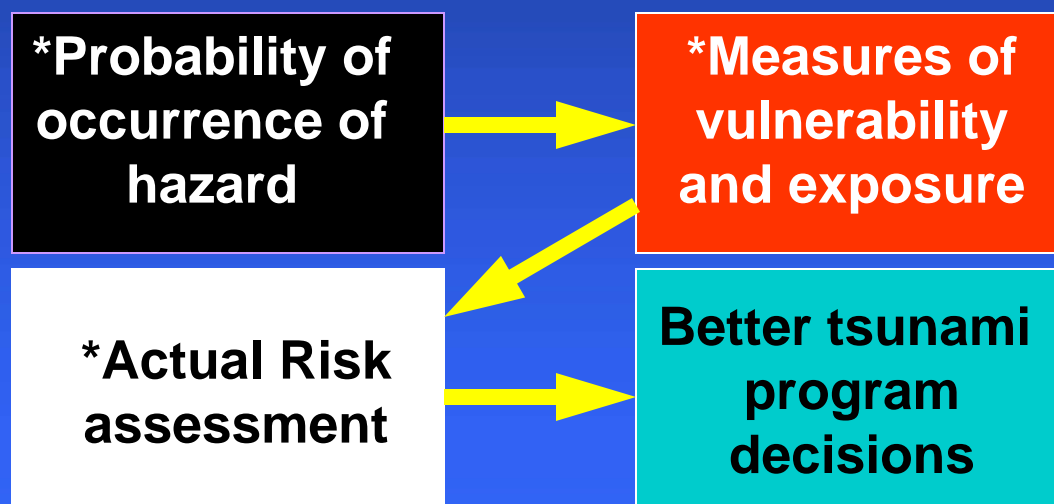 *Probability of
occurrence of
hazard
*Measures of
vulnerability
and exposure
*Actual Risk
assessment
Better tsunami
program
decisions